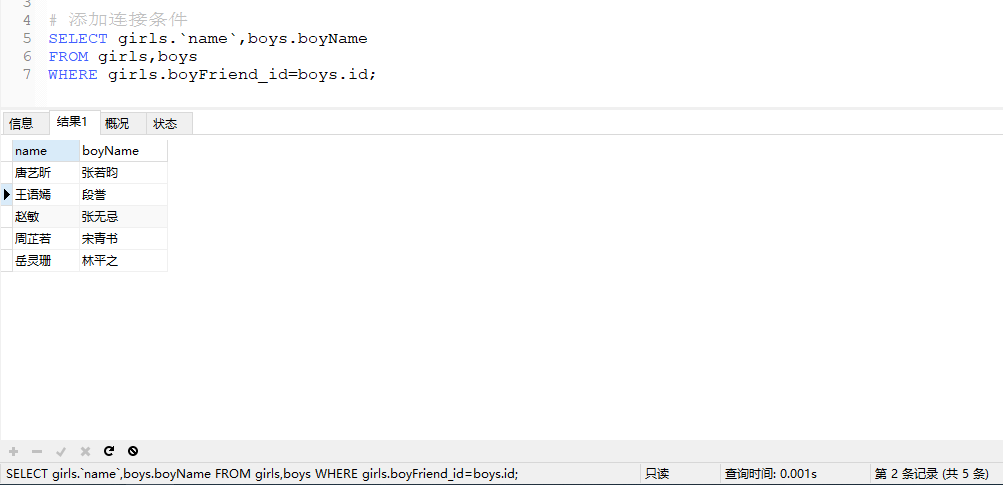 3
4 # 添加连接条件
5 SELECT girls.`name`,boys.boyName
6 FROM girls,boys
7 WHERE girls.boyFriend_id=boys.id;
信息 结果1 概况 状态
name boyName
唐艺昕 张若昀
王语嫣 段誉
赵敏 张无忌
周芷若 宋青书
岳灵珊 林平之
SELECT girls.`name`,boys.boyName FROM girls,boys WHERE girls.boyFriend_id=boys.id; 只读 查询时间: 0.001s 第 2 条记录 (共 5 条)